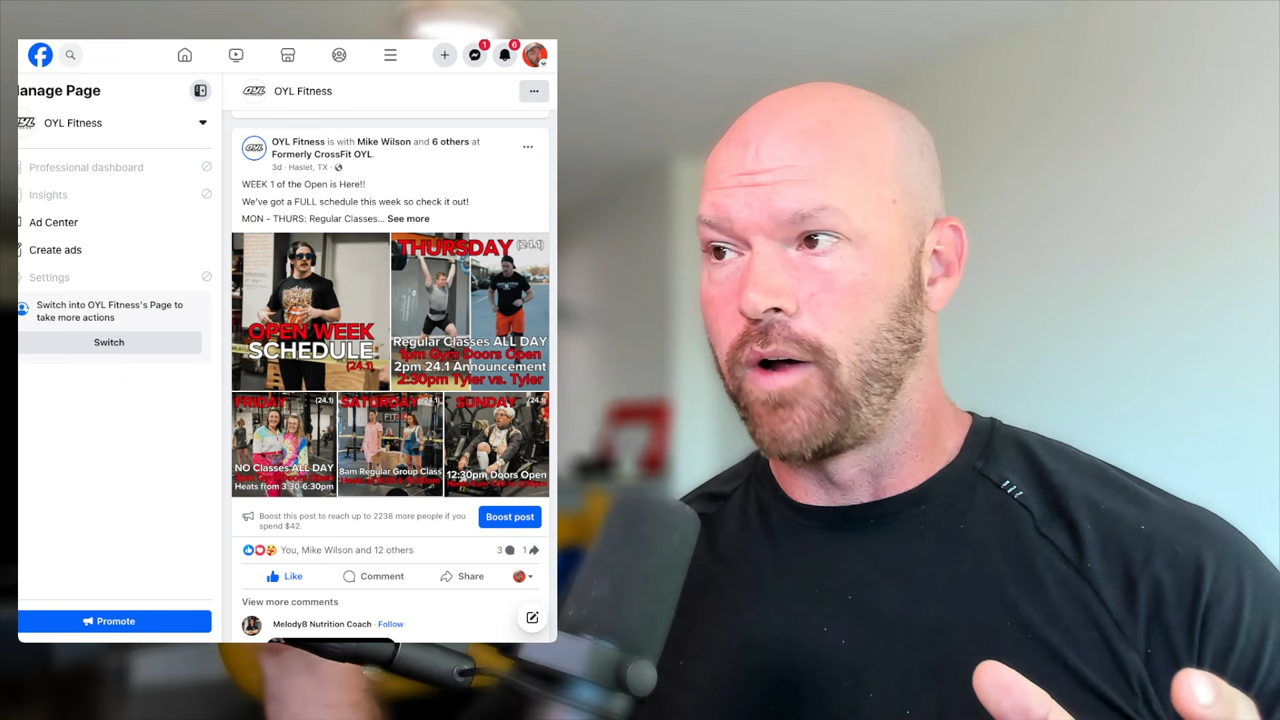 1
6
anage Page
OYL Fitness
OYL Fitness
Professional dashboard
Insights
Ad Center
Create ads
Settings
Switch into OYL Fitness's Page to
take more actions
Switch
Promote
OYL Fitness is with Mike Wilson and 6 others at
Formerly CrossFit OYL.
3d · Haslet, TX ·
WEEK 1 of the Open is Here!!
We've got a FULL schedule this week so check it out!
MON - THURS: Regular Classes... See more
OPEN WEEK
SCHEDULE
(24.1)
THURSDAY (24.1)
Regular Classes ALL DAY
1pm Gym Doors Open
2pm 24.1 Announcement
2:30pm Tyler vs. Tyler
FRIDAY (24.1)
NO Classes ALL DAY
Heats from 3:30-6:30pm
SATURDAY (24.1)
8am Regular Group Class
SUNDAY (24.1)
12:30pm Doors Open
Boost this post to reach up to 2238 more people if you
spend $42.
Boost post
You, Mike Wilson and 12 others
3 1
Like Comment Share
View more comments
MelodyB Nutrition Coach · Follow